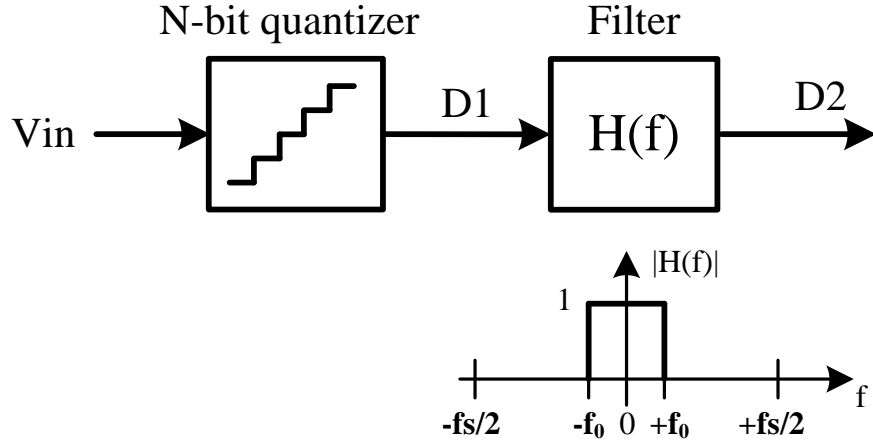 N-bit quantizer
Filter
Vin
D1
H(f)
D2
|H(f)|
1
f
-fs/2
-f₀
0
+f₀
+fs/2